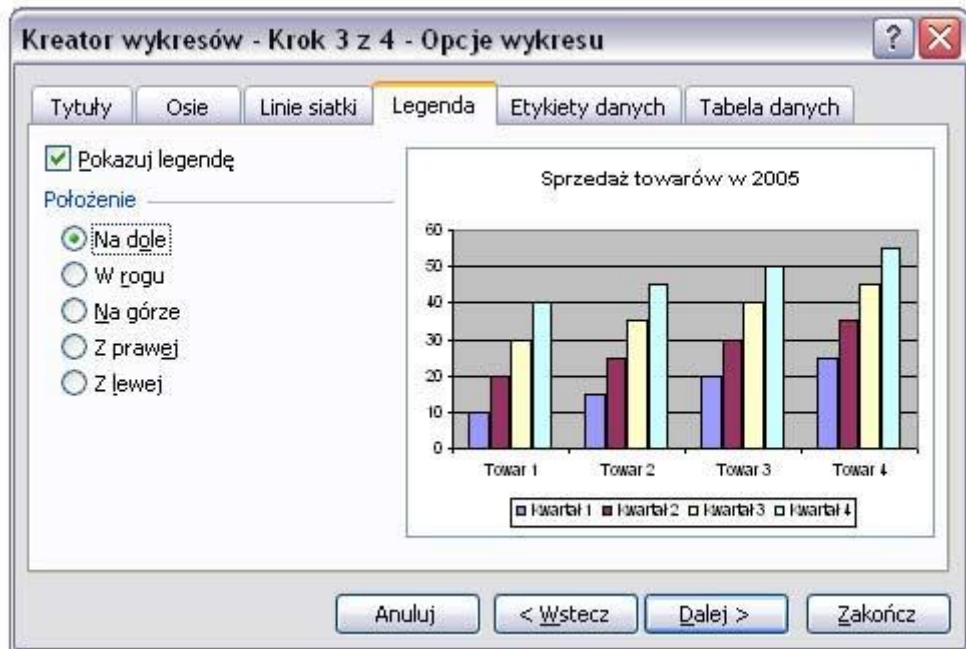 Kreator wykresów - Krok 3 z 4 - Opcje wykresu
Tytuły Osie Linie siatki Legenda Etykiety danych Tabela danych
Pokazuj legendę
Położenie
Na dole
W rogu
Na górze
Z prawej
Z lewej
Sprzedaż towarów w 2005
60
50
40
30
20
10
0
Towar 1 Towar 2 Towar 3 Towar 4
kwartał 1 kwartał 2 kwartał 3 kwartał 4
Anuluj < Wstecz Dalej > Zakończ